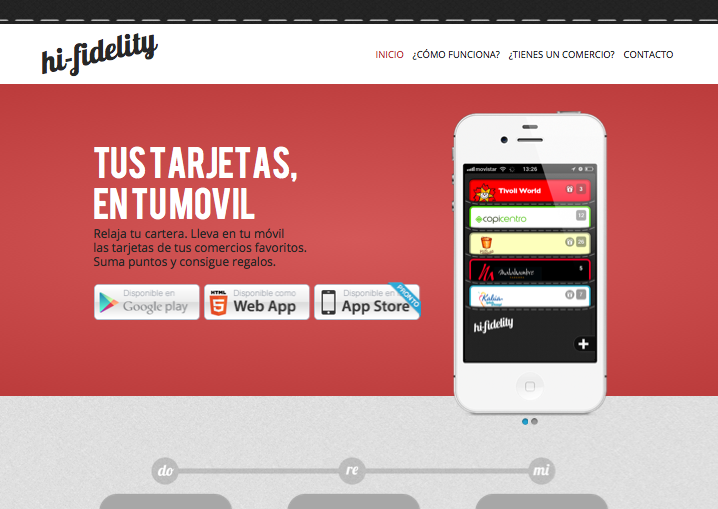 hi-fidelity
INICIO ¿CÓMO FUNCIONA? ¿TIENES UN COMERCIO? CONTACTO
TUS TARJETAS,
EN TU MOVIL
Relaja tu cartera. Lleva en tu móvil
las tarjetas de tus comercios favoritos.
Suma puntos y consigue regalos.
Disponible en
Google play
HTML
5
Disponible como
Web App
Disponible en
App Store
PRONTO
movistar 13:26
Tivoli World 3
copicentro 13
26
Malahambre 5
Kahia 7
hi-fidelity
do re mi